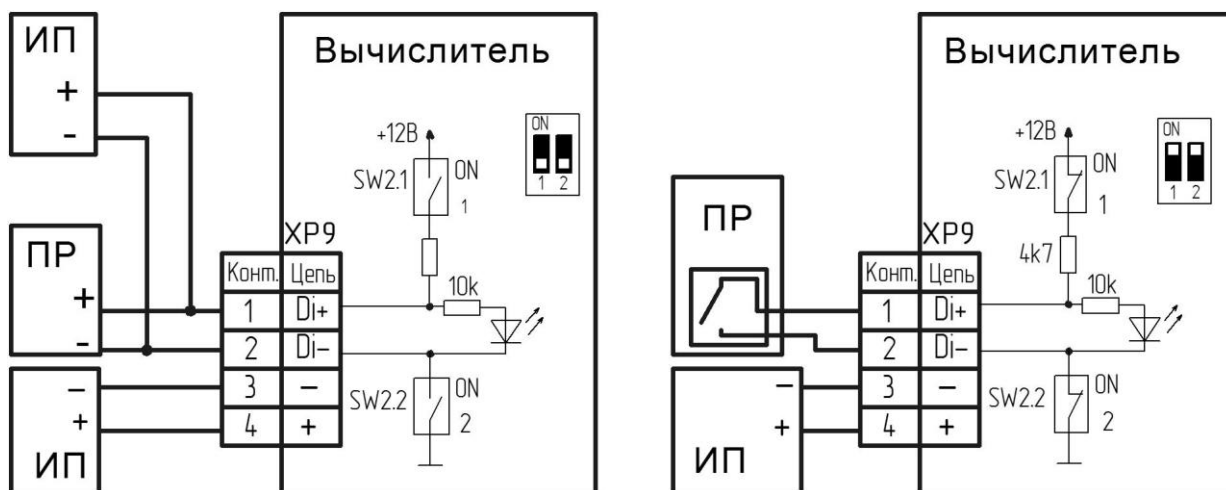 ИП
+
-
Вычислитель
+12В
ON
1 2
SW2.1
ON
1
ХР9
ПР
+
-
Конт. Цепь
1 Di+
2 Di–
3 –
4 +
10k
–
+
ИП
SW2.2
ON
2
Вычислитель
+12В
ON
1 2
SW2.1
ON
1
4k7
ХР9
ПР
Конт. Цепь
1 Di+
2 Di–
3 –
4 +
10k
–
+
ИП
SW2.2
ON
2